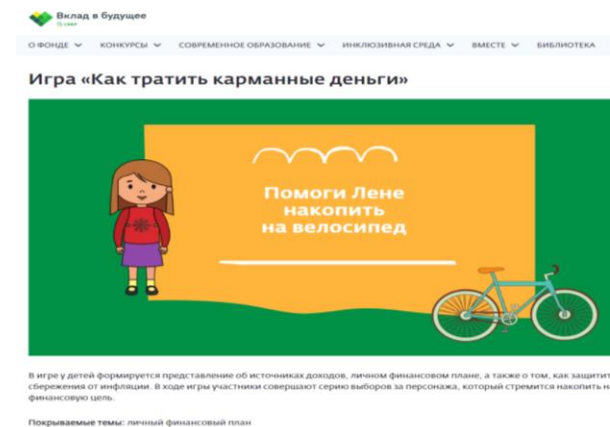 Вклад в будущее
СБЕР
О ФОНДЕ КОНКУРСЫ СОВРЕМЕННОЕ ОБРАЗОВАНИЕ ИНКЛЮЗИВНАЯ СРЕДА ВМЕСТЕ БИБЛИОТЕКА
Игра «Как тратить карманные деньги»
Помоги Лене
накопить
на велосипед
В игре у детей формируется представление об источниках доходов, личном финансовом плане, а также о том, как защитит
сбережения от инфляции. В ходе игры участники совершают серию выборов за персонажа, который стремится накопить н
финансовую цель.
Покрываемые темы: личный финансовый план